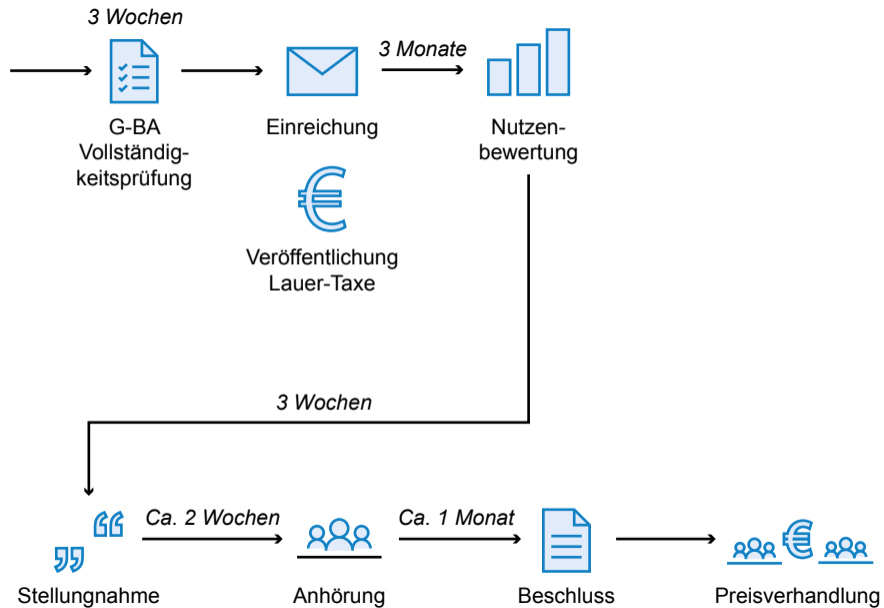 3 Wochen
G-BA
Vollständig-
keitsprüfung
Einreichung
3 Monate
Nutzen-
bewertung
Veröffentlichung
Lauer-Taxe
3 Wochen
Stellungnahme
Ca. 2 Wochen
Anhörung
Ca. 1 Monat
Beschluss
Preisverhandlung